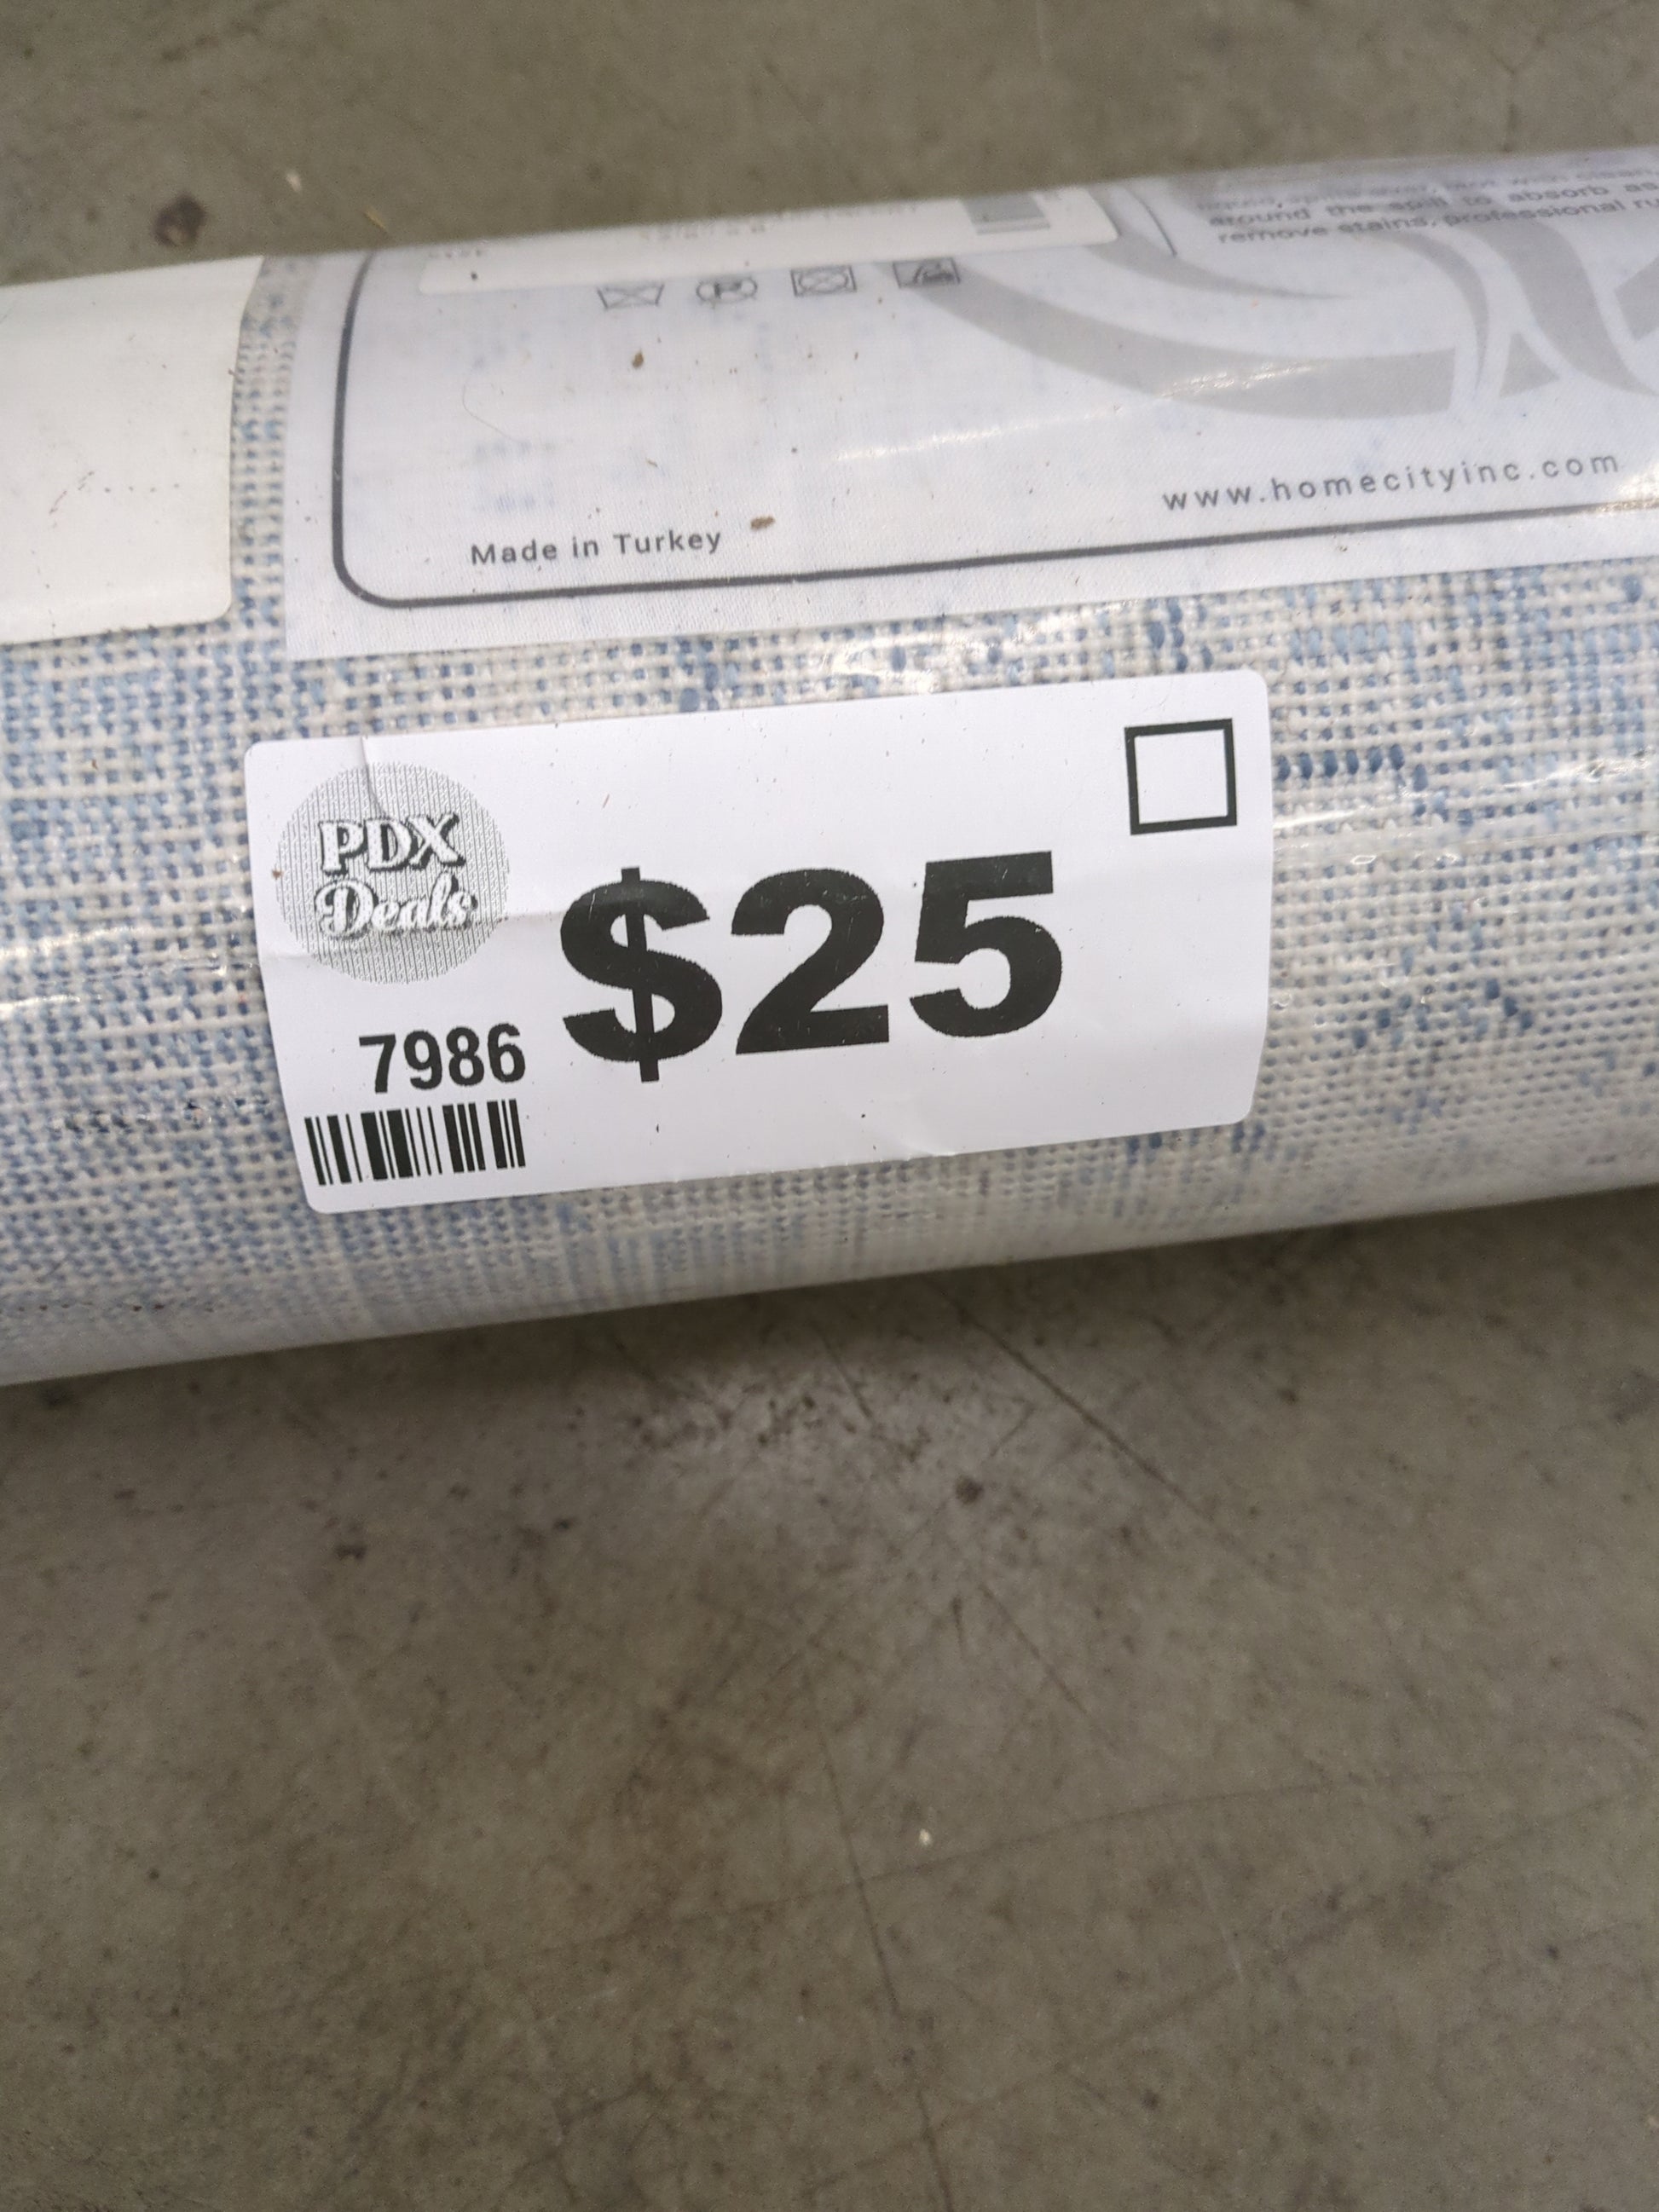 around the spill to absorb as
remove stains, professional ru
www.homecityinc.com
Made in Turkey
PDX
Deals
$25
7986